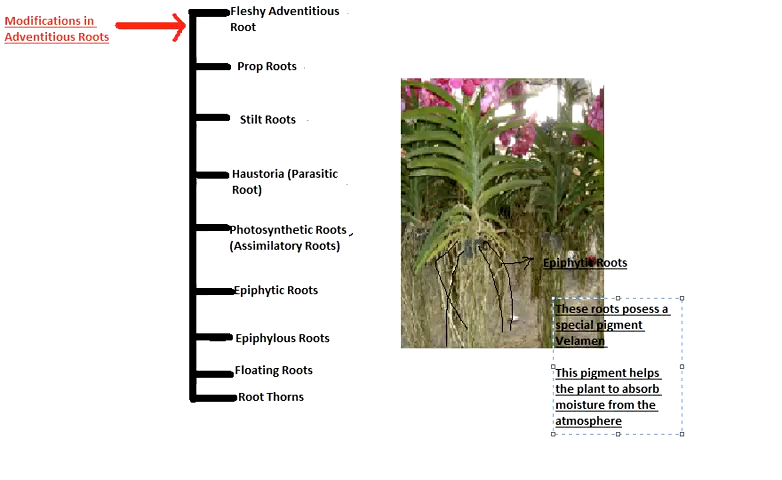 Modifications in
Adventitious Roots
Fleshy Adventitious
Root
Prop Roots
Stilt Roots
Haustoria (Parasitic
Root)
Photosynthetic Roots
(Assimilatory Roots)
Epiphytic Roots
Epiphylous Roots
Floating Roots
Root Thorns
Epiphytic Roots
These roots posess a
special pigment
Velamen
This pigment helps
the plant to absorb
moisture from the
atmosphere